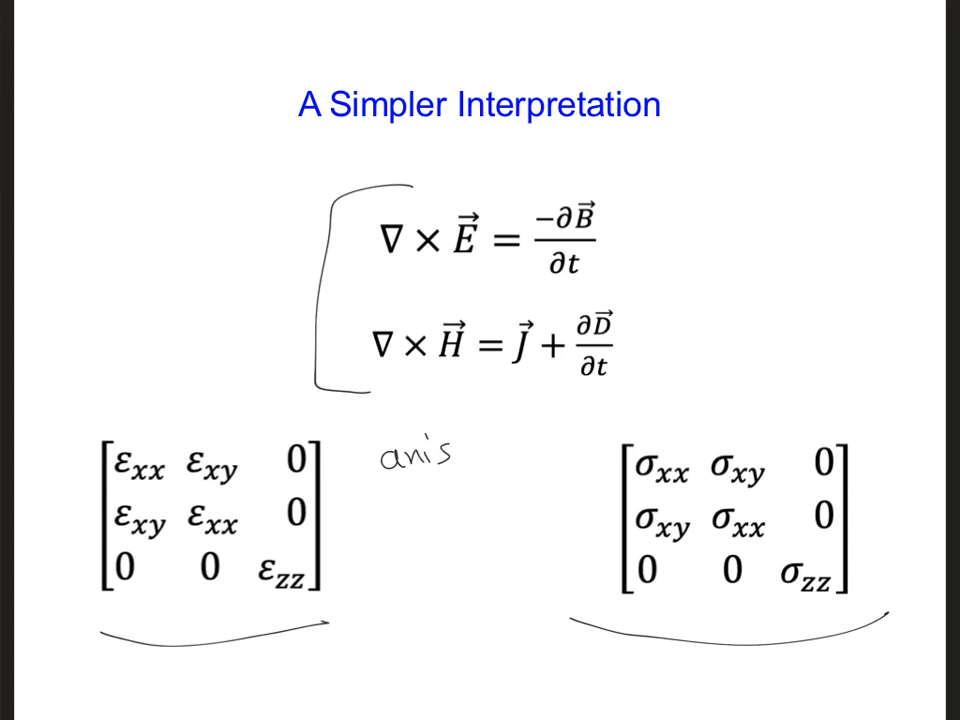 A Simpler Interpretation
∇ × E⃗ = −∂B⃗ / ∂t
∇ × H⃗ = J⃗ + ∂D⃗ / ∂t
anis
[εxx εxy 0] [σxx σxy 0]
[εxy εxx 0] [σxy σxx 0]
[0 0 εzz] [0 0 σzz]